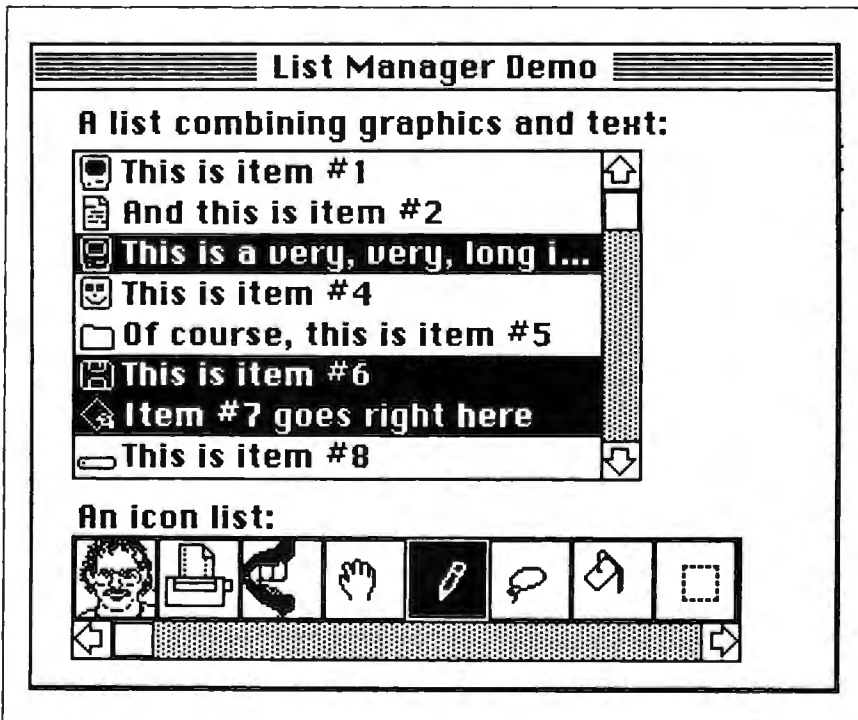 List Manager Demo
A list combining graphics and text:
This is item #1
And this is item #2
This is a very, very, long i...
This is item #4
Of course, this is item #5
This is item #6
Item #7 goes right here
This is item #8
An icon list: